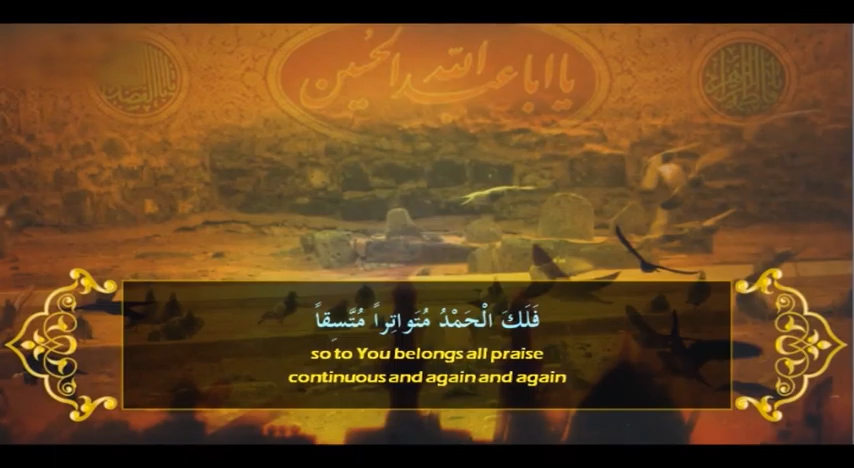 يا ابا عبد الله الحسين
فَلَكَ الْحَمْدُ مُتَواتِراً مُتَّسِقاً
so to You belongs all praise
continuous and again and again